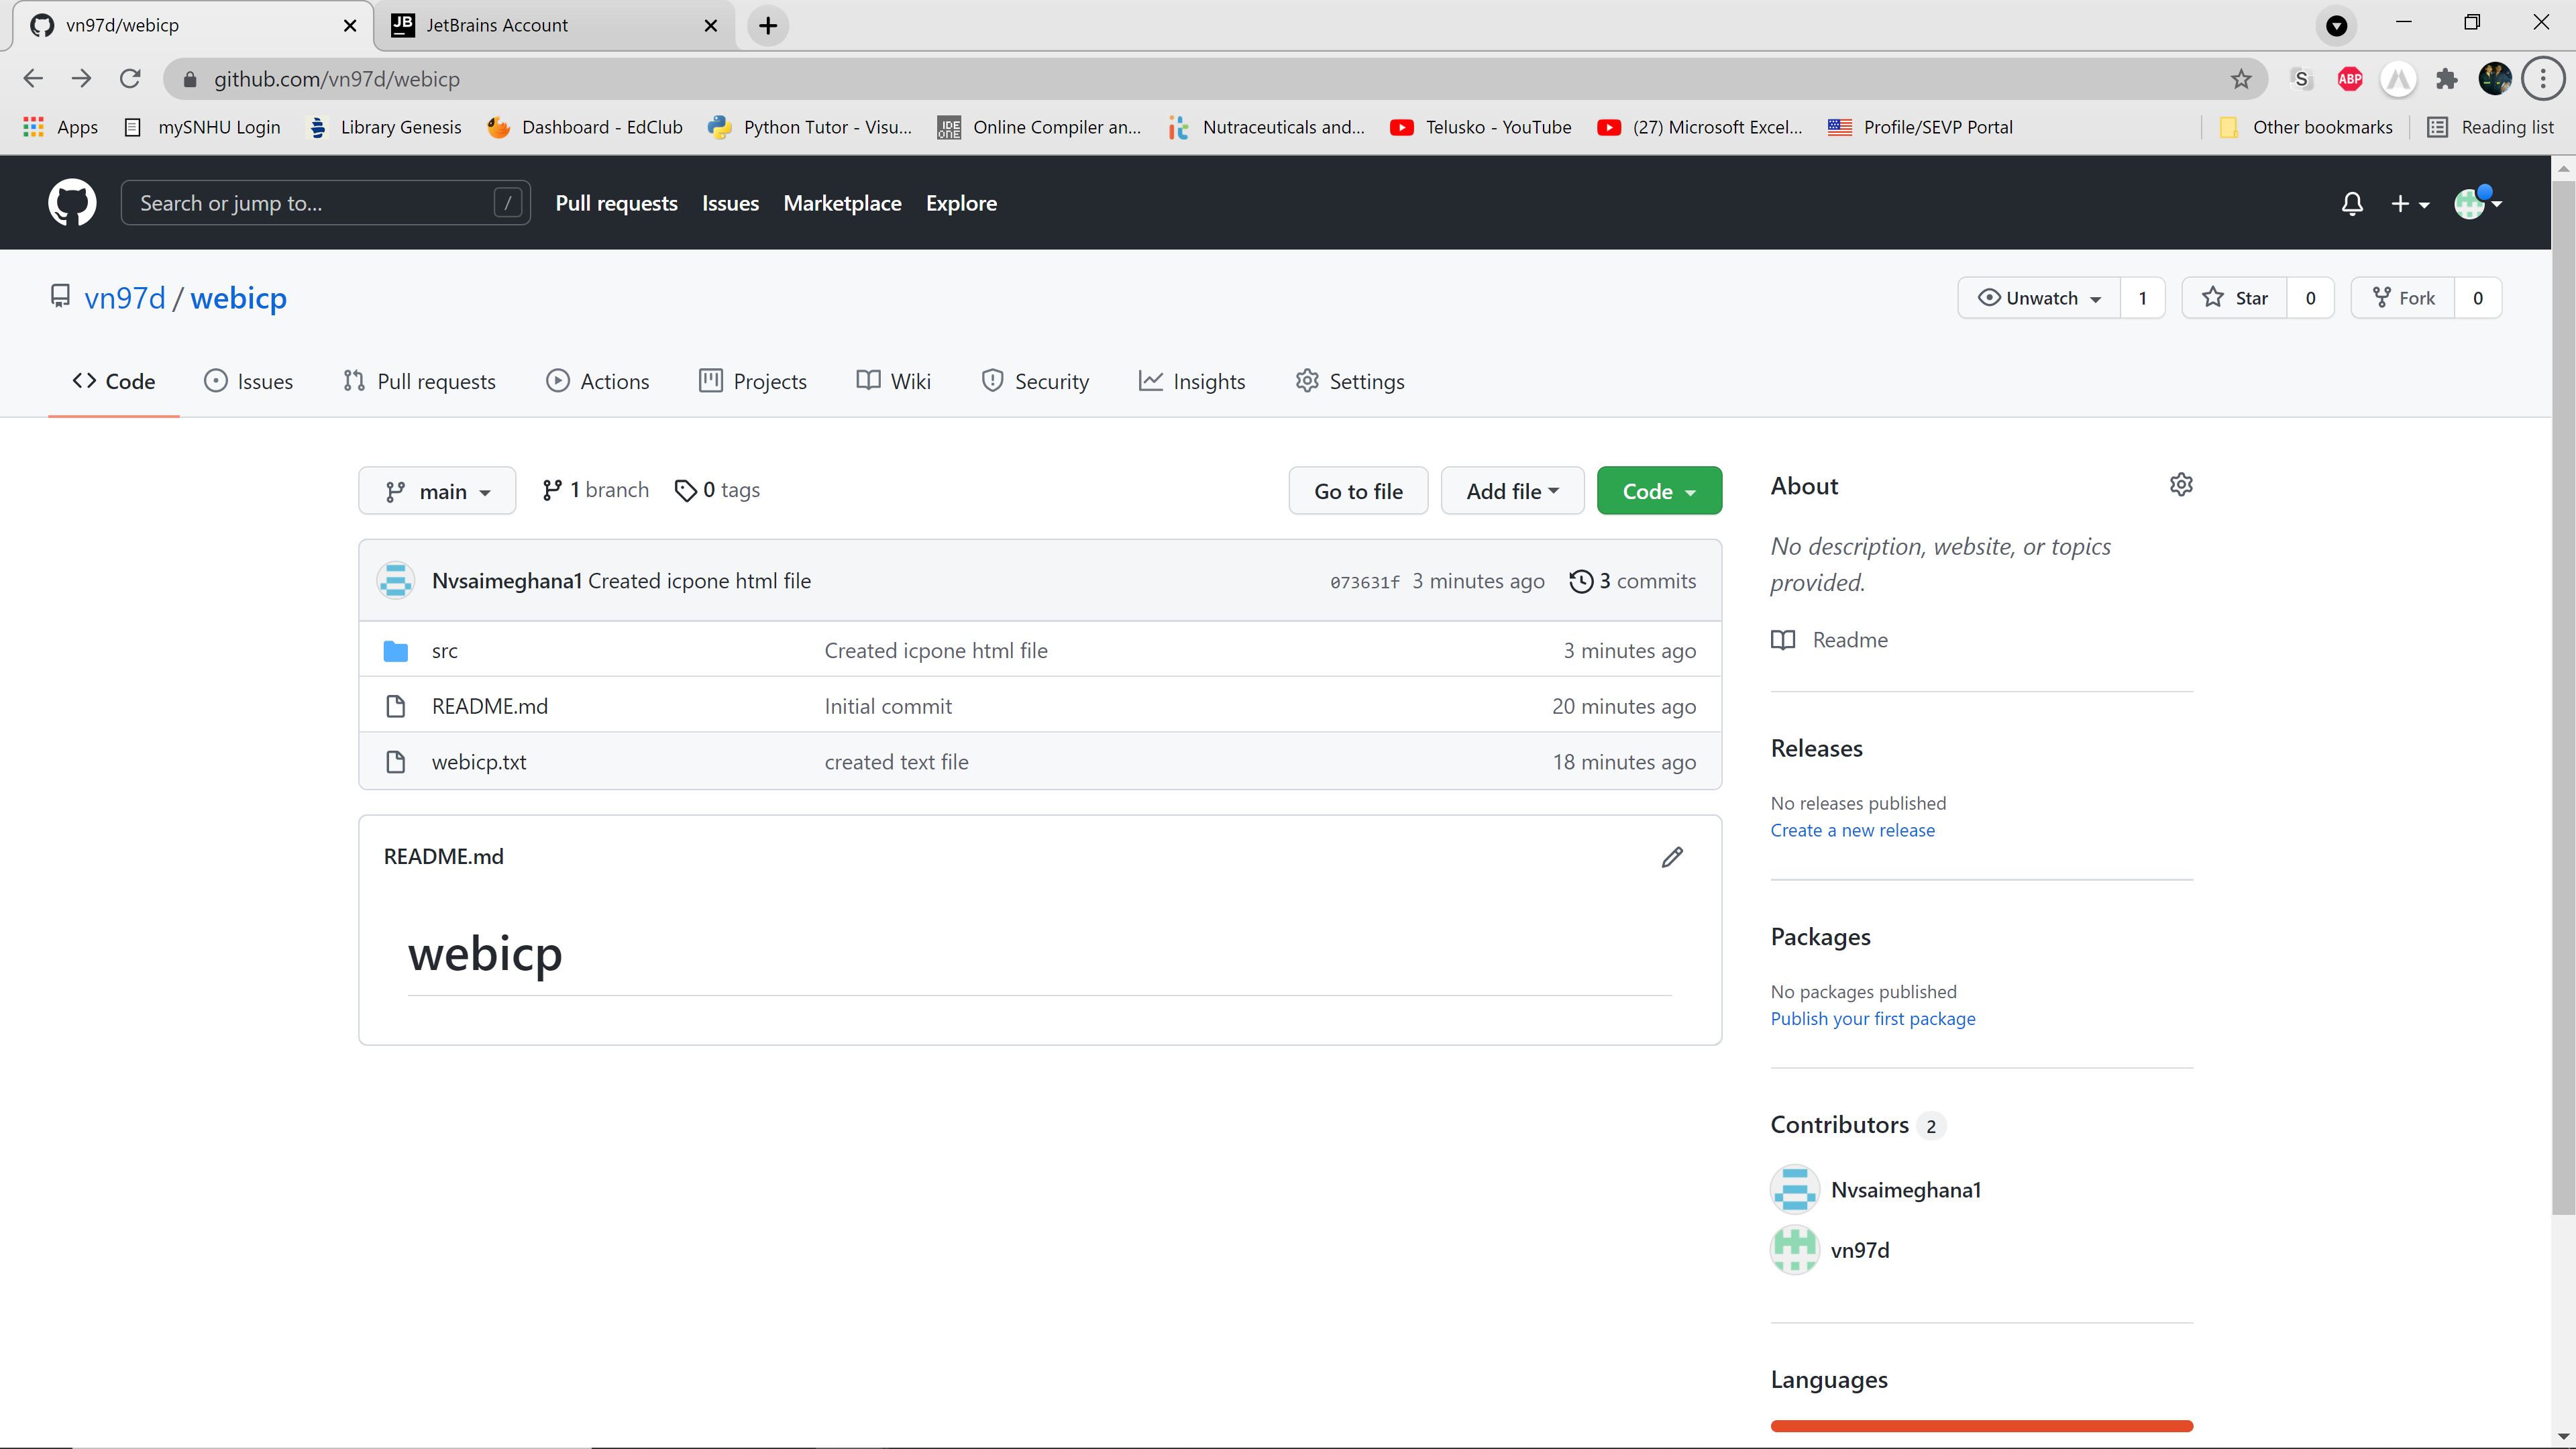 vn97d/webicp
JB JetBrains Account
github.com/vn97d/webicp
S ABP
Apps mySNHU Login Library Genesis Dashboard - EdClub Python Tutor - Visu... IDE ONE Online Compiler an... Nutraceuticals and... Telusko - YouTube (27) Microsoft Excel... Profile/SEVP Portal Other bookmarks Reading list
Search or jump to... / Pull requests Issues Marketplace Explore
vn97d / webicp Unwatch 1 Star 0 Fork 0
Code Issues Pull requests Actions Projects Wiki Security Insights Settings
main 1 branch 0 tags Go to file Add file Code
Nvsaimeghana1 Created icpone html file 073631f 3 minutes ago 3 commits
src Created icpone html file 3 minutes ago
README.md Initial commit 20 minutes ago
webicp.txt created text file 18 minutes ago
README.md
webicp
About
No description, website, or topics
provided.
Readme
Releases
No releases published
Create a new release
Packages
No packages published
Publish your first package
Contributors 2
Nvsaimeghana1
vn97d
Languages